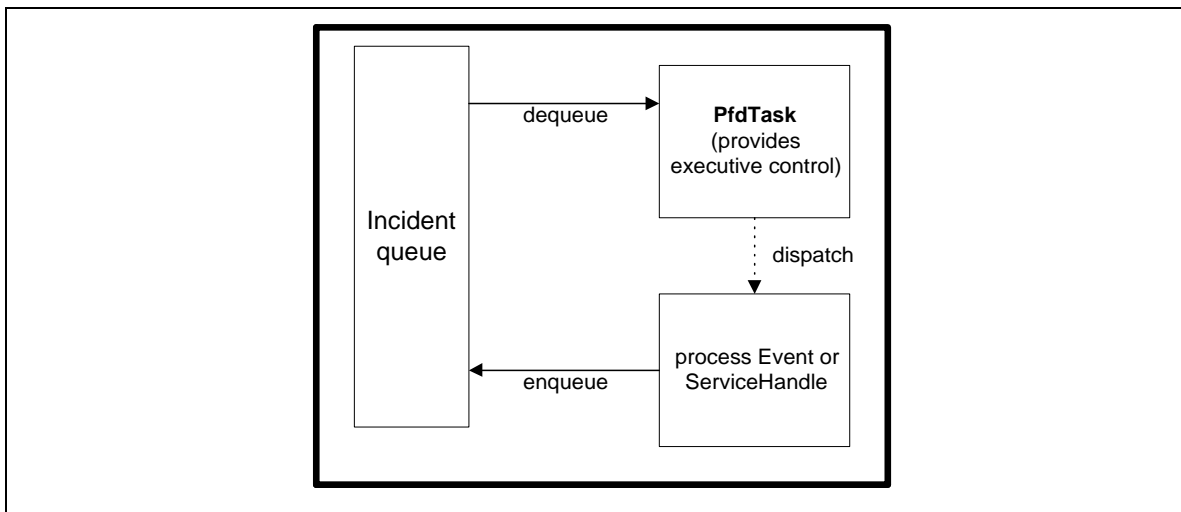 dequeue
PfdTask
(provides
executive control)
Incident
queue
dispatch
process Event or
ServiceHandle
enqueue